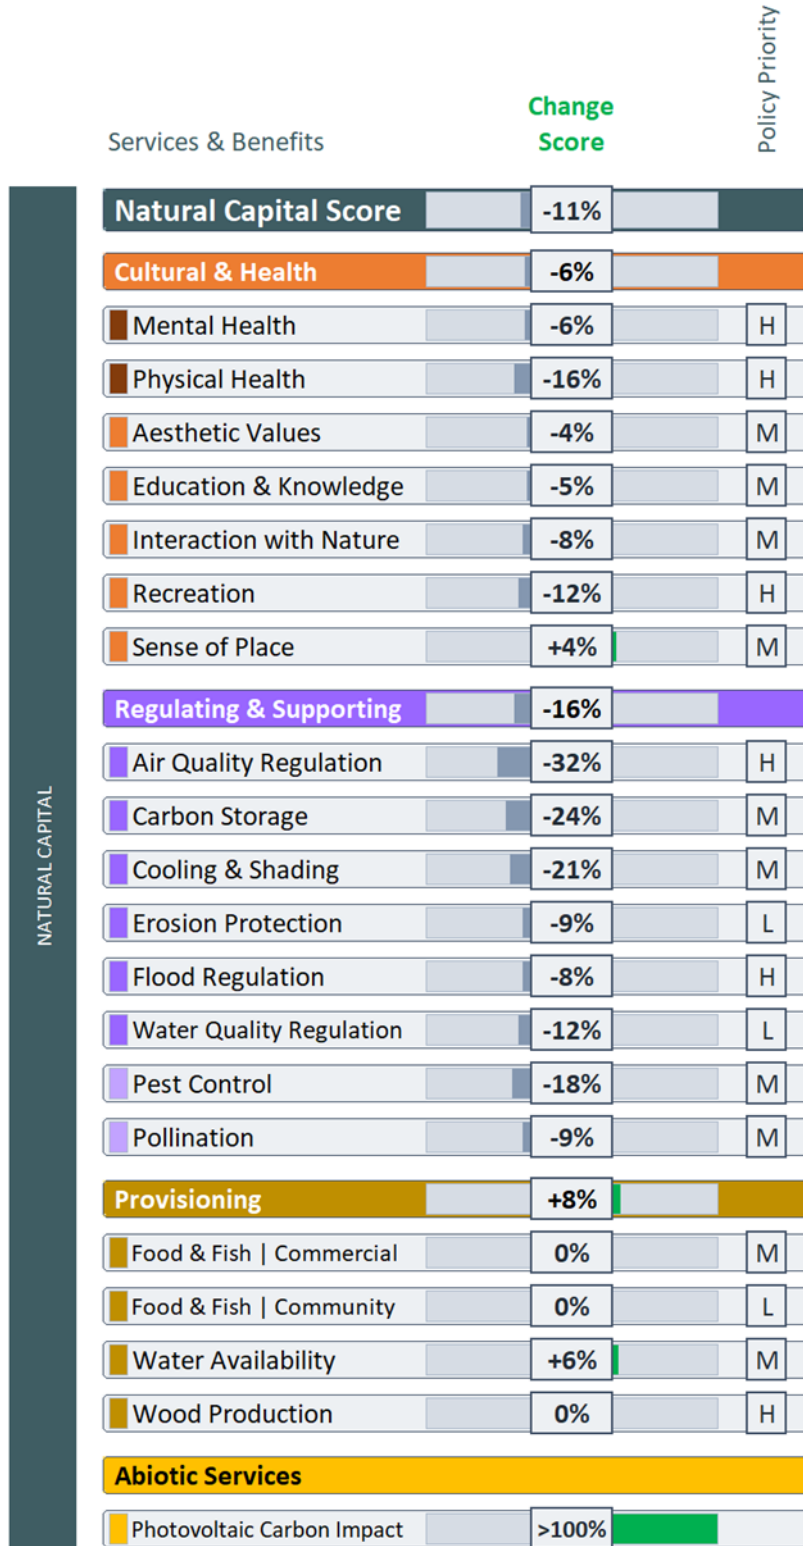 Policy Priority
Change
Score
Services & Benefits
NATURAL CAPITAL
Natural Capital Score -11%
Cultural & Health -6%
Mental Health -6% H
Physical Health -16% H
Aesthetic Values -4% M
Education & Knowledge -5% M
Interaction with Nature -8% M
Recreation -12% H
Sense of Place +4% M
Regulating & Supporting -16%
Air Quality Regulation -32% H
Carbon Storage -24% M
Cooling & Shading -21% M
Erosion Protection -9% L
Flood Regulation -8% H
Water Quality Regulation -12% L
Pest Control -18% M
Pollination -9% M
Provisioning +8%
Food & Fish | Commercial 0% M
Food & Fish | Community 0% L
Water Availability +6% M
Wood Production 0% H
Abiotic Services
Photovoltaic Carbon Impact >100%